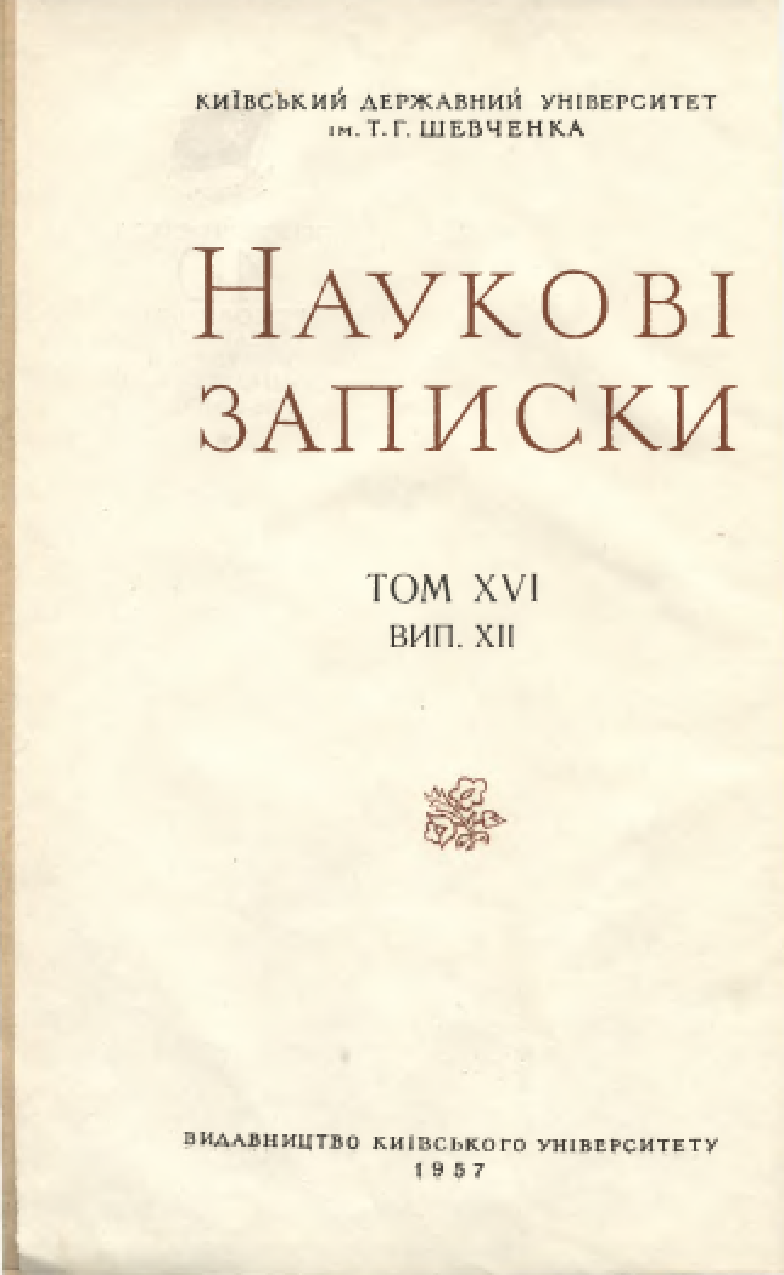 КИЇВСЬКИЙ ДЕРЖАВНИЙ УНІВЕРСИТЕТ
ім. Т. Г. ШЕВЧЕНКА
НАУКОВІ
ЗАПИСКИ
ТОМ XVI
ВИП. XII
ВИДАВНИЦТВО КИЇВСЬКОГО УНІВЕРСИТЕТУ
1957